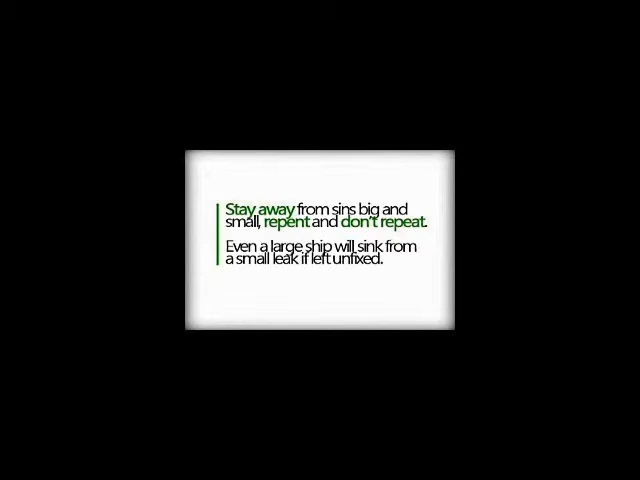 Stay away from sins big and
small, repent and don't repeat.
Even a large ship will sink from
a small leak if left unfixed.